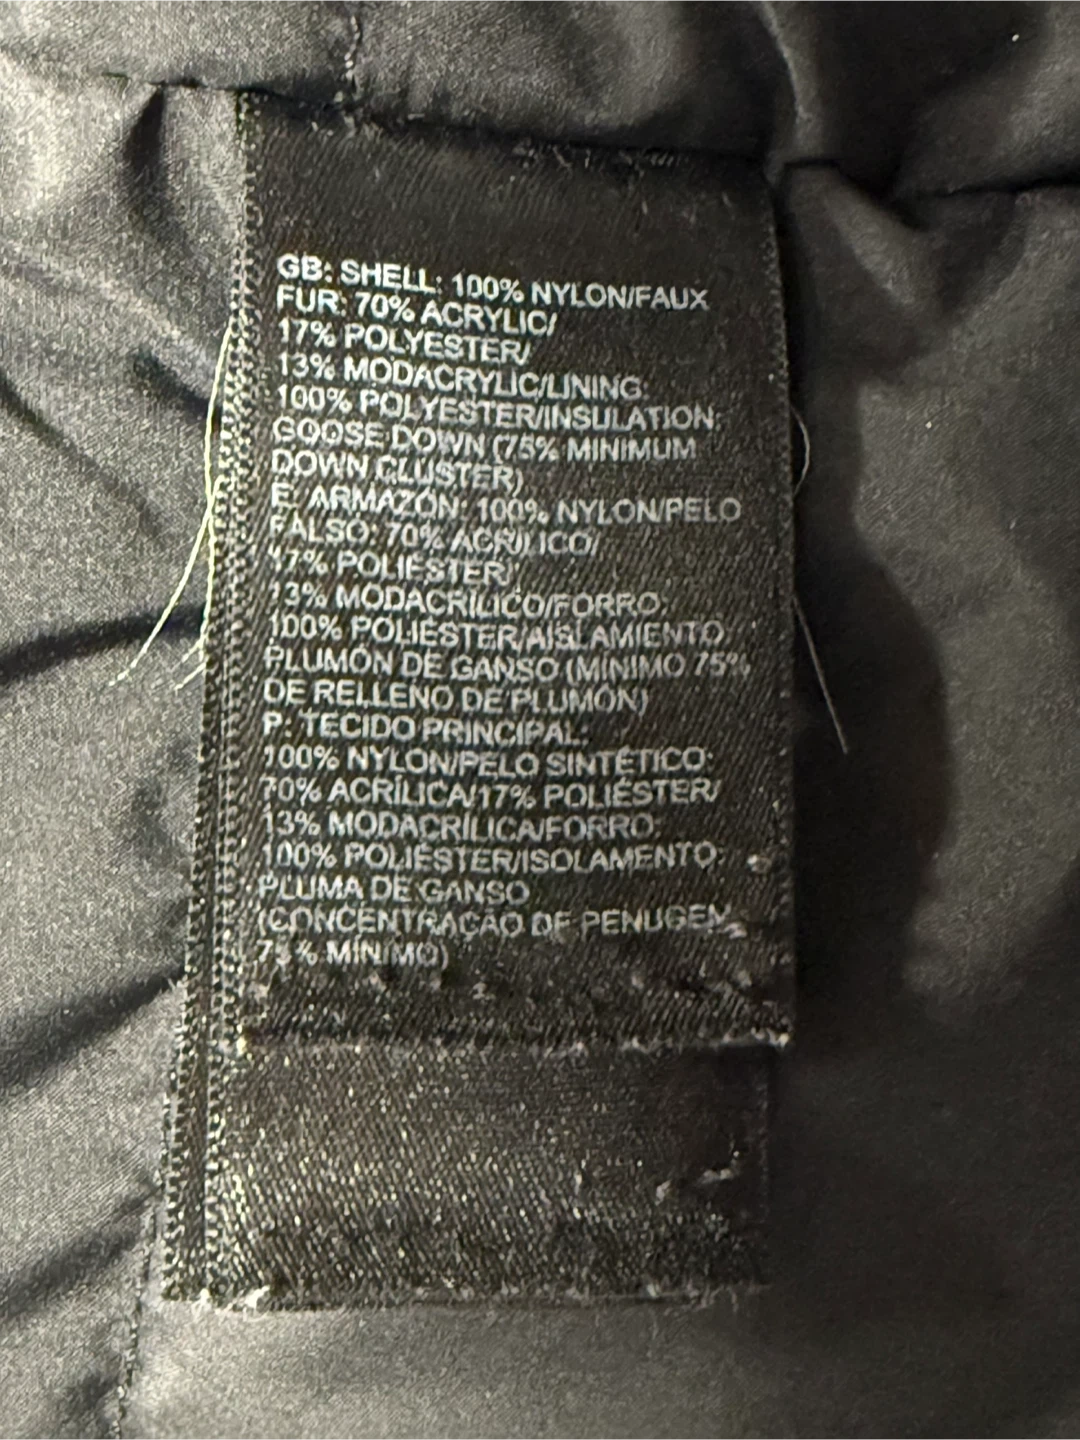 GB: SHELL: 100% NYLON/FAUX
FUR: 70% ACRYLIC/
17% POLYESTER/
13% MODACRYLIC/LINING:
100% POLYESTER/INSULATION:
GOOSE DOWN (75% MINIMUM
DOWN CLUSTER)
E: ARMAZÓN: 100% NYLON/PELO
FALSO: 70% ACRÍLICO/
17% POLIÉSTER/
13% MODACRÍLICO/FORRO:
100% POLIÉSTER/AISLAMIENTO:
PLUMÓN DE GANSO (MÍNIMO 75%
DE RELLENO DE PLUMÓN)
P: TECIDO PRINCIPAL:
100% NYLON/PELO SINTÉTICO:
70% ACRÍLICA/17% POLIÉSTER/
13% MODACRÍLICA/FORRO:
100% POLIÉSTER/ISOLAMENTO:
PLUMA DE GANSO
(CONCENTRAÇÃO DE PENUGEM
75% MÍNIMO)